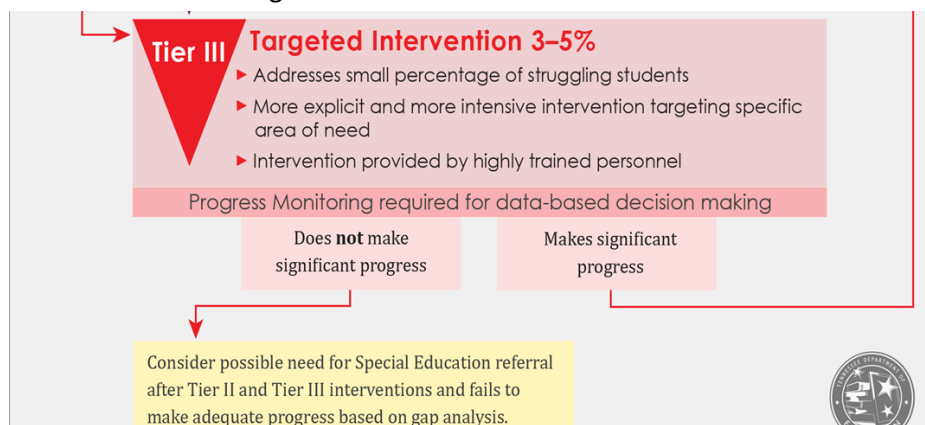 Tier III
Targeted Intervention 3–5%
Addresses small percentage of struggling students
More explicit and more intensive intervention targeting specific
area of need
Intervention provided by highly trained personnel
Progress Monitoring required for data-based decision making
Does not make
significant progress
Makes significant
progress
Consider possible need for Special Education referral
after Tier II and Tier III interventions and fails to
make adequate progress based on gap analysis.
TENNESSEE DEPARTMENT OF